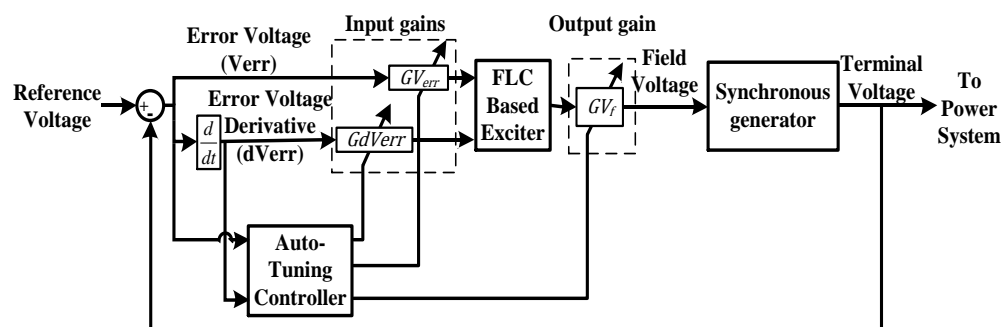 Reference
Voltage
+
-
Error Voltage
(Verr)
Error Voltage
Derivative
(dVerr)
d
dt
Input gains
GVerr
GdVerr
FLC
Based
Exciter
Output gain
GVf
Field
Voltage
Synchronous
generator
Terminal
Voltage
To
Power
System
Auto-
Tuning
Controller